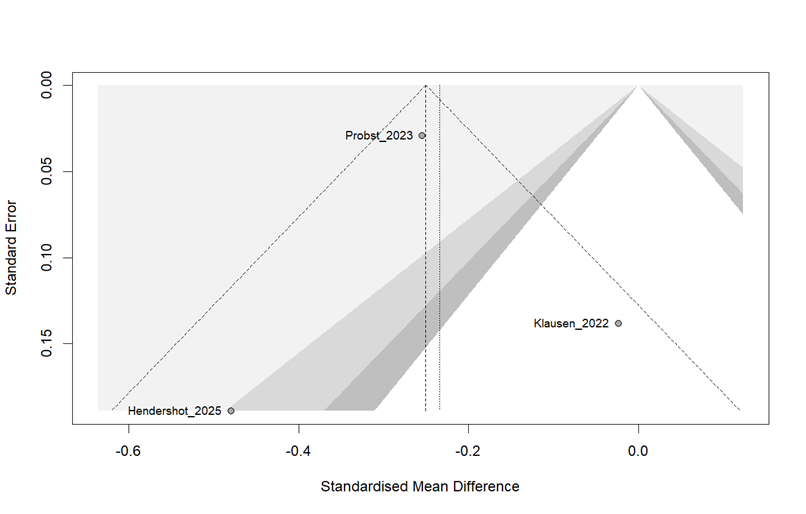 0.00
0.05
0.10
0.15
Standard Error
Probst_2023
Klausen_2022
Hendershot_2025
-0.6
-0.4
-0.2
0.0
Standardised Mean Difference